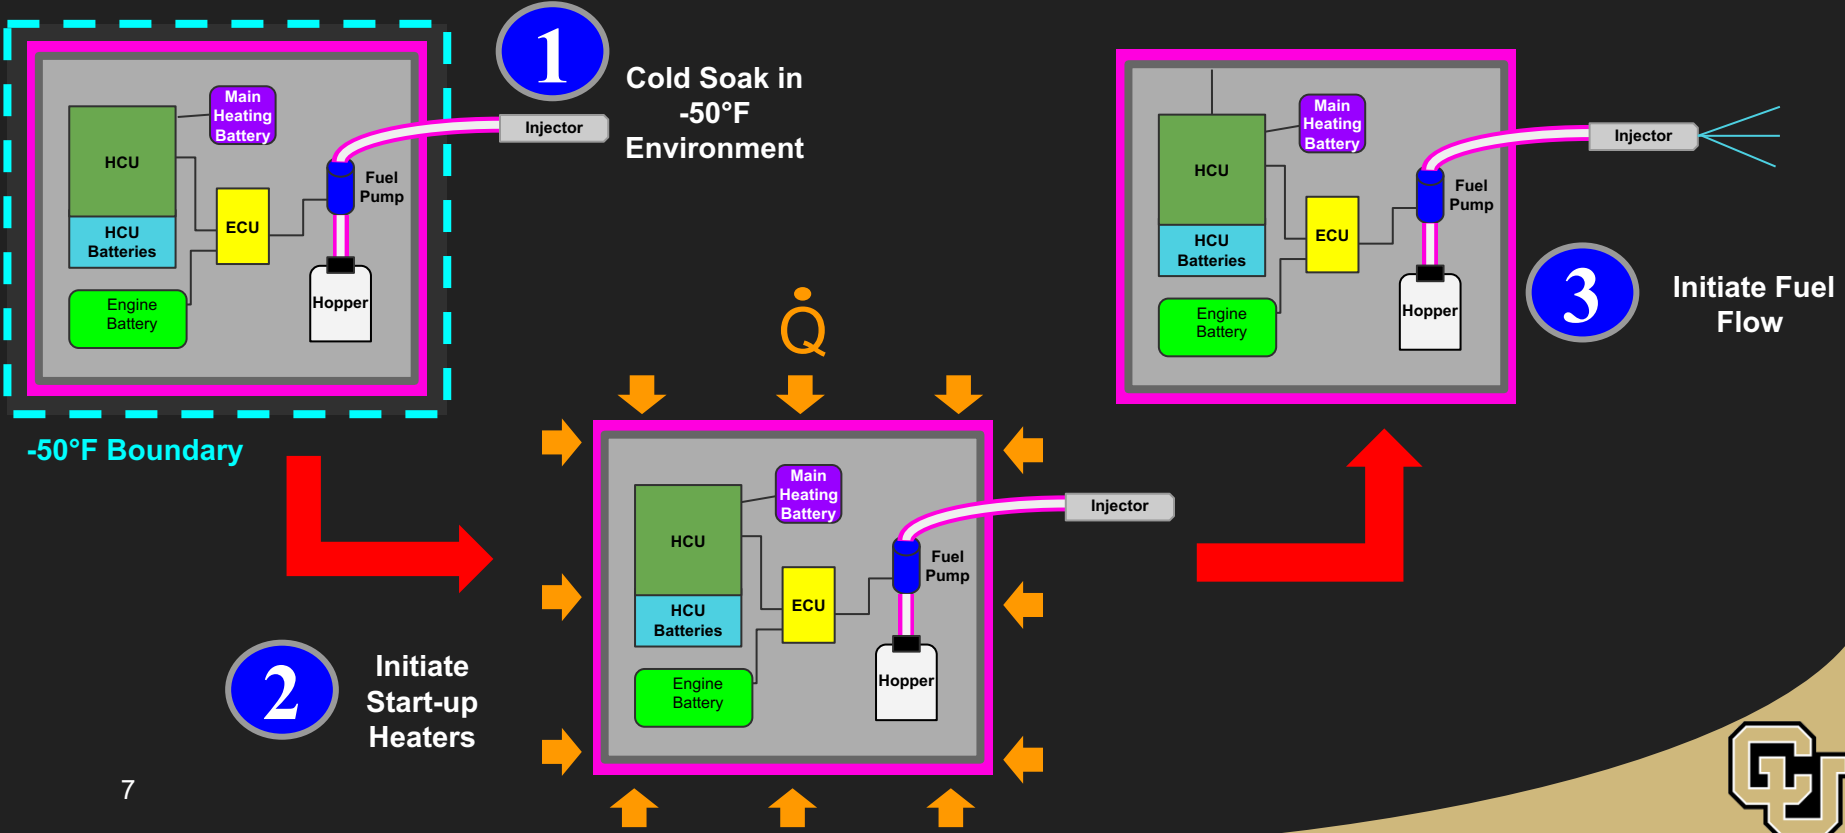 1
Cold Soak in
-50°F
Environment
Main
Heating
Battery
HCU
HCU
Batteries
ECU
Engine
Battery
Fuel
Pump
Hopper
Injector
-50°F Boundary
2
Initiate
Start-up
Heaters
Q̇
Main
Heating
Battery
HCU
HCU
Batteries
ECU
Engine
Battery
Fuel
Pump
Hopper
Injector
3
Initiate Fuel
Flow
Main
Heating
Battery
HCU
HCU
Batteries
ECU
Engine
Battery
Fuel
Pump
Hopper
Injector
7
CU